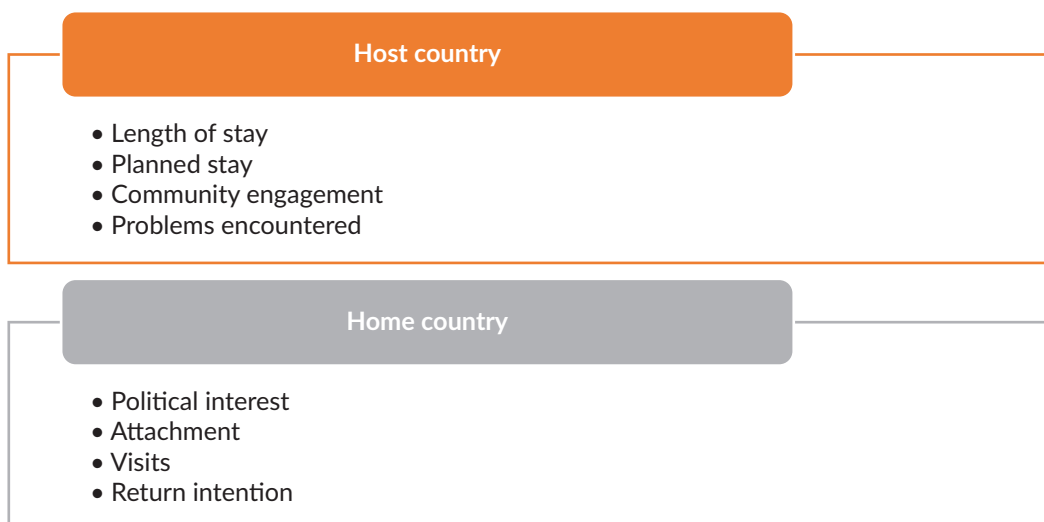 Host country
• Length of stay
• Planned stay
• Community engagement
• Problems encountered
Home country
• Political interest
• Attachment
• Visits
• Return intention